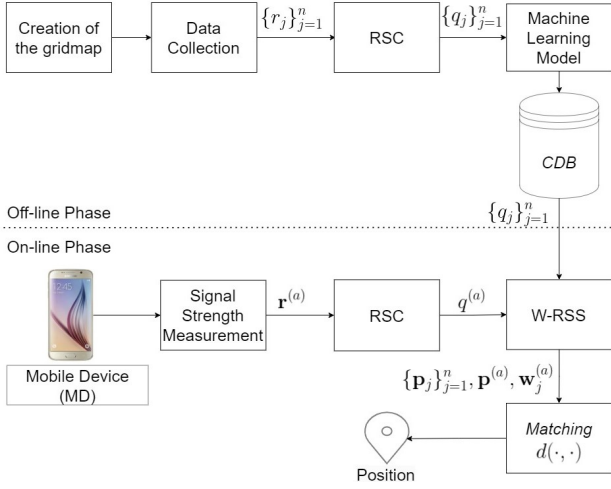 Creation of
the gridmap
Data
Collection
{r_j}_{j=1}^n
RSC
{q_j}_{j=1}^n
Machine
Learning
Model
CDB
Off-line Phase
{q_j}_{j=1}^n
On-line Phase
Mobile Device
(MD)
Signal
Strength
Measurement
r^{(a)}
RSC
q^{(a)}
W-RSS
{p_j}_{j=1}^n, p^{(a)}, w_j^{(a)}
Matching
d(·, ·)
Position